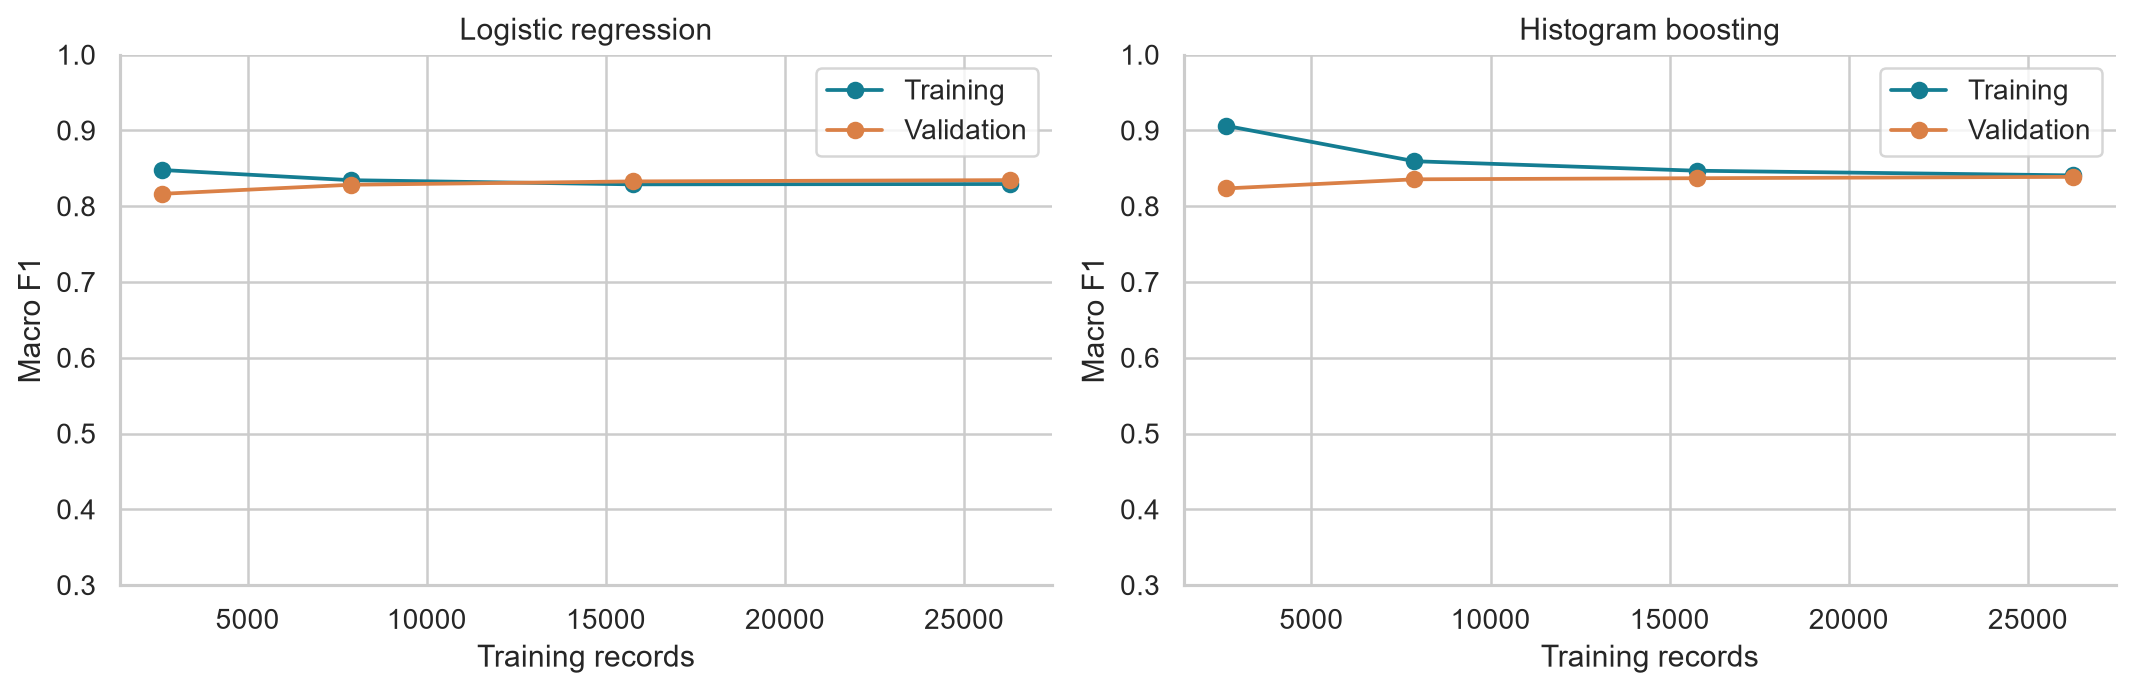 Logistic regression
1.0
0.9
0.8
0.7
0.6
0.5
0.4
0.3
Macro F1
Training
Validation
5000 10000 15000 20000 25000
Training records
Histogram boosting
1.0
0.9
0.8
0.7
0.6
0.5
0.4
0.3
Macro F1
Training
Validation
5000 10000 15000 20000 25000
Training records